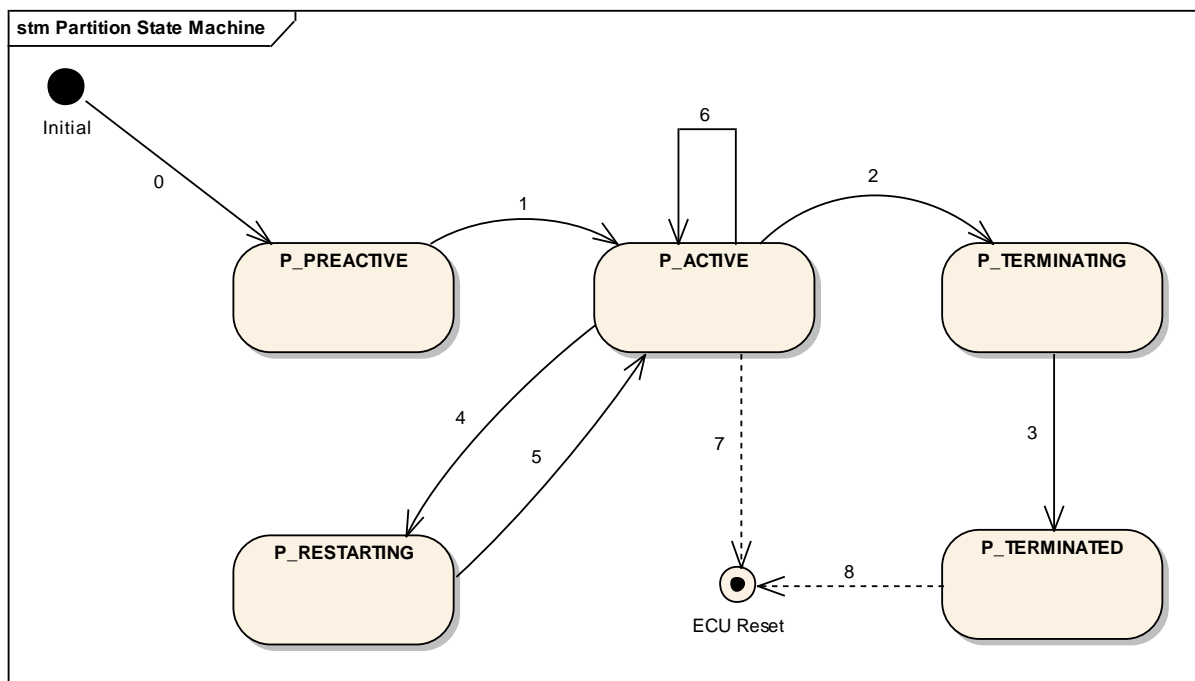 stm Partition State Machine
Initial
0
1
6
2
P_PREACTIVE
P_ACTIVE
P_TERMINATING
4
5
7
3
P_RESTARTING
P_TERMINATED
8
ECU Reset